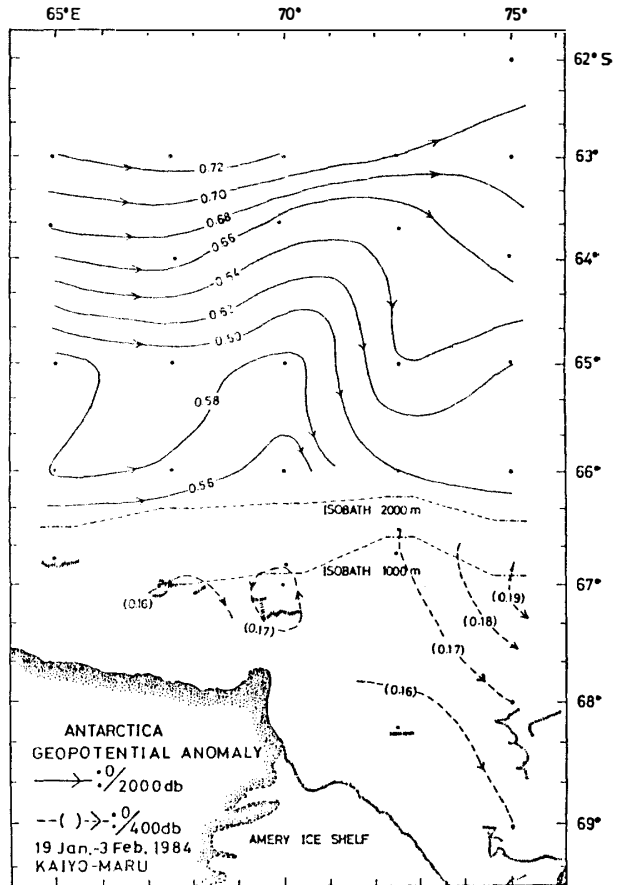 65°E 70° 75°
62°S
63°
0.72
0.70
0.68
0.66
64°
0.64
0.62
0.60
65°
0.58
66°
0.56
ISOBATH 2000 m
ISOBATH 1000 m
67°
(0.16)
(0.17)
(0.19)
(0.18)
(0.17)
(0.16)
68°
ANTARCTICA
GEOPOTENTIAL ANOMALY
0/2000 db
( ) 0/400db
19 Jan.-3 Feb, 1984
KAIYO-MARU
AMERY ICE SHELF
69°